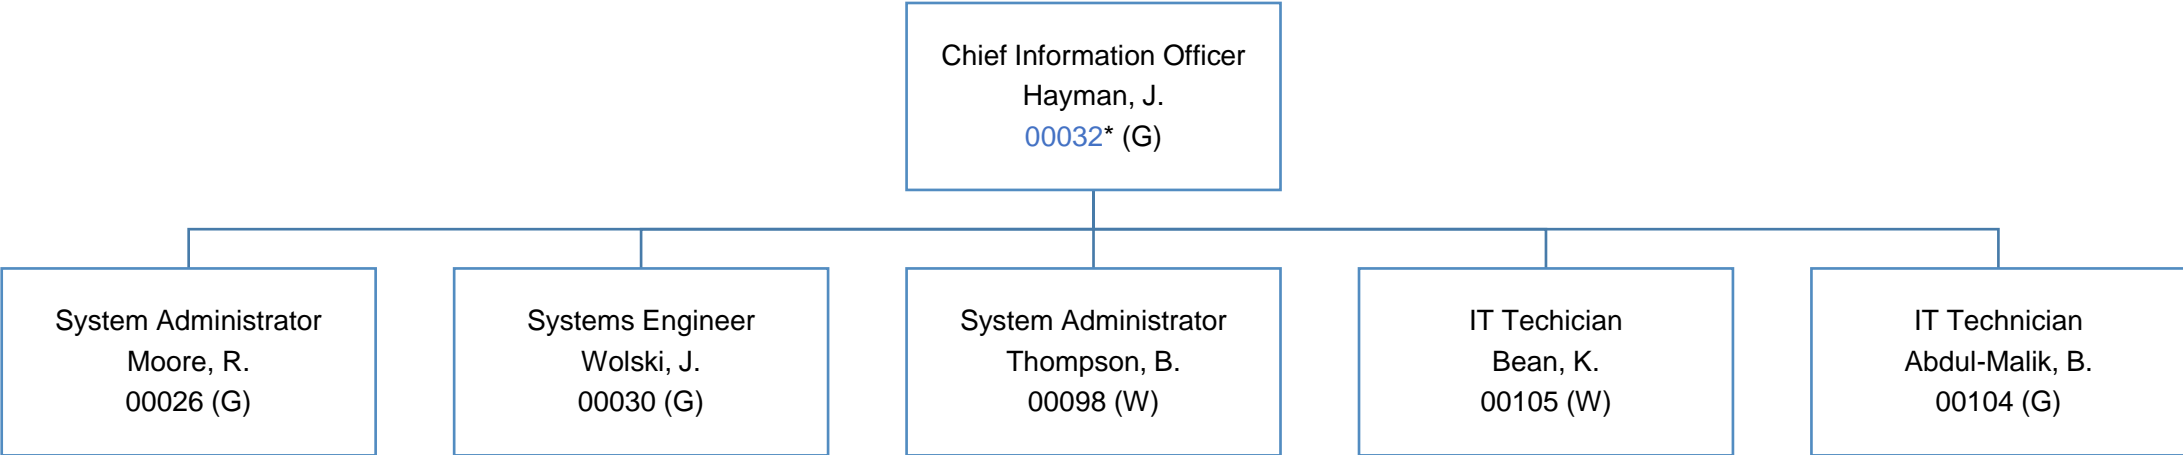 Chief Information Officer
Hayman, J.
00032* (G)
System Administrator
Moore, R.
00026 (G)
Systems Engineer
Wolski, J.
00030 (G)
System Administrator
Thompson, B.
00098 (W)
IT Techician
Bean, K.
00105 (W)
IT Technician
Abdul-Malik, B.
00104 (G)